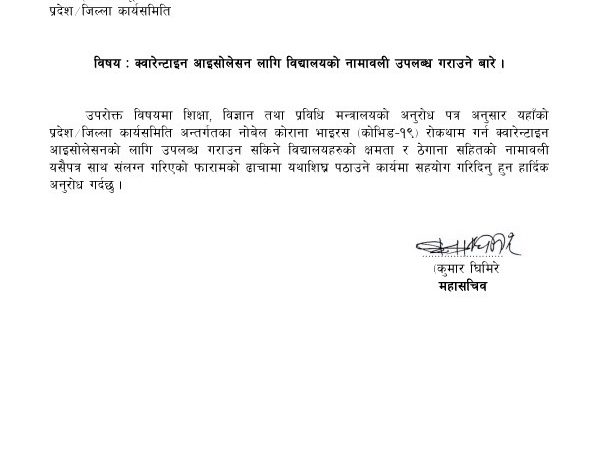 प्रदेश/जिल्ला कार्यसमिति
विषय : क्वारेन्टाइन आइसोलेसन लागि विद्यालयको नामावली उपलब्ध गराउने बारे ।
उपरोक्त विषयमा शिक्षा, विज्ञान तथा प्रविधि मन्त्रालयको अनुरोध पत्र अनुसार यहाँको
प्रदेश/जिल्ला कार्यसमिति अन्तर्गतका नोबेल कोराना भाइरस (कोभिड-१९) रोकथाम गर्न क्वारेन्टाइन
आइसोलेसनको लागि उपलब्ध गराउन सकिने विद्यालयहरुको क्षमता र ठेगाना सहितको नामावली
यसैपत्र साथ संलग्न गरिएको फारामको ढाचामा यथाशिघ्र पठाउने कार्यमा सहयोग गरिदिनु हुन हार्दिक
अनुरोध गर्दछु ।
(कुमार घिमिरे
महासचिव